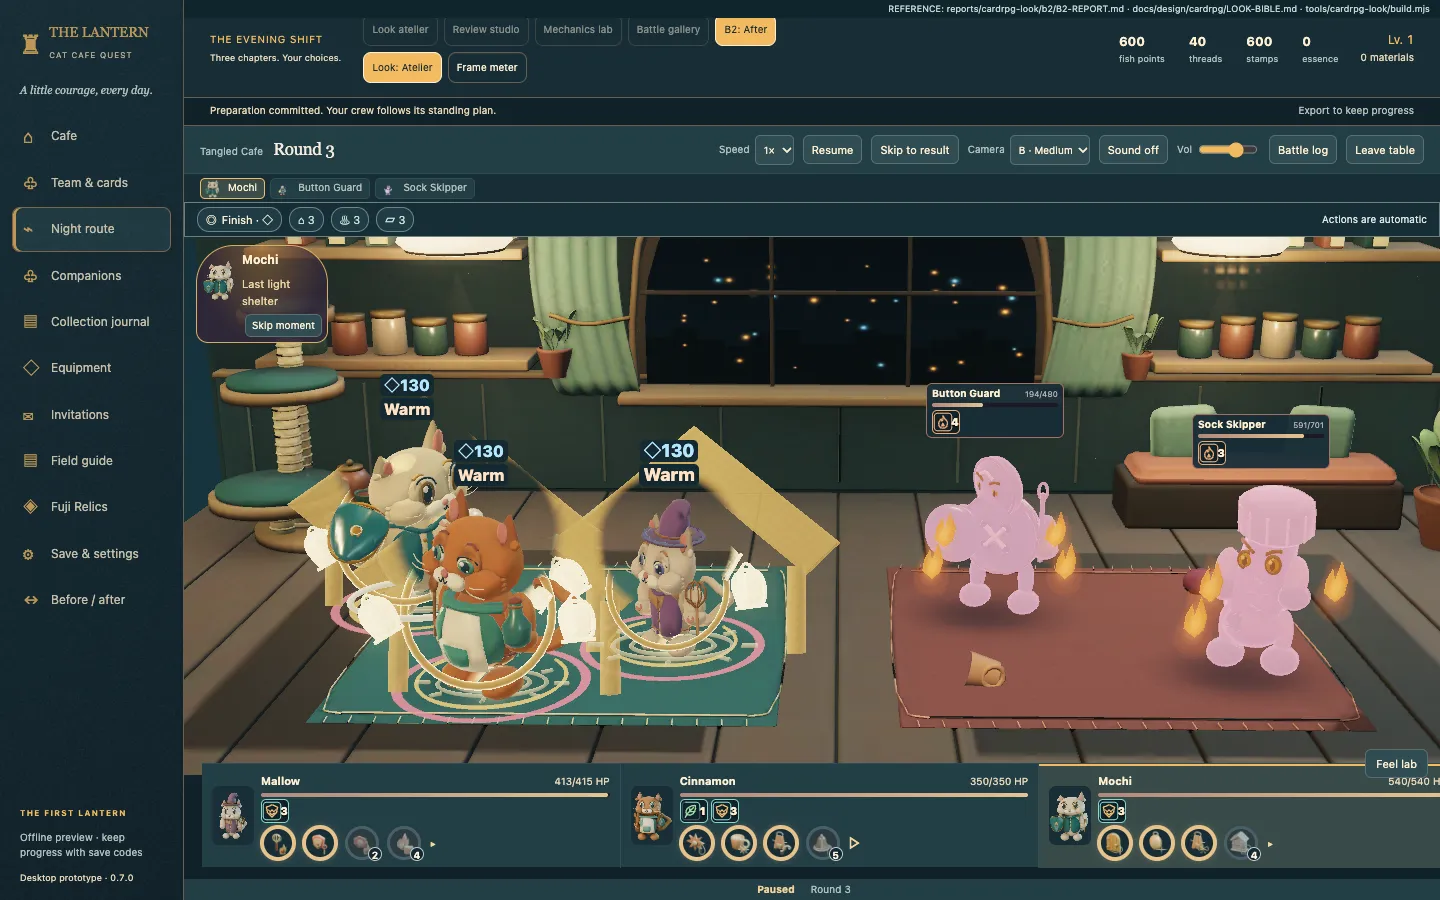 REFERENCE: reports/cardrpg-look/b2/B2-REPORT.md · docs/design/cardrpg/LOOK-BIBLE.md · tools/cardrpg-look/build.mjs
THE LANTERN
CAT CAFE QUEST
A little courage, every day.
Cafe
Team & cards
Night route
Companions
Collection journal
Equipment
Invitations
Field guide
Fuji Relics
Save & settings
Before / after
THE FIRST LANTERN
Offline preview · keep
progress with save codes
Desktop prototype · 0.7.0
THE EVENING SHIFT
Three chapters. Your choices.
Look atelier
Review studio
Mechanics lab
Battle gallery
B2: After
Look: Atelier
Frame meter
600
fish points
40
threads
600
stamps
0
essence
Lv. 1
0 materials
Preparation committed. Your crew follows its standing plan.
Export to keep progress
Tangled Cafe
Round 3
Speed
1x
Resume
Skip to result
Camera
B · Medium
Sound off
Vol
Battle log
Leave table
Mochi
Button Guard
Sock Skipper
Finish ·
3
3
3
Actions are automatic
Mochi
Last light
shelter
Skip moment
130
Warm
130
Warm
130
Warm
Button Guard 194/480
4
Sock Skipper 591/701
3
Feel lab
Mallow 413/415 HP
3
2
4
Cinnamon 350/350 HP
1
3
5
Mochi 540/540 H
3
4
Paused Round 3